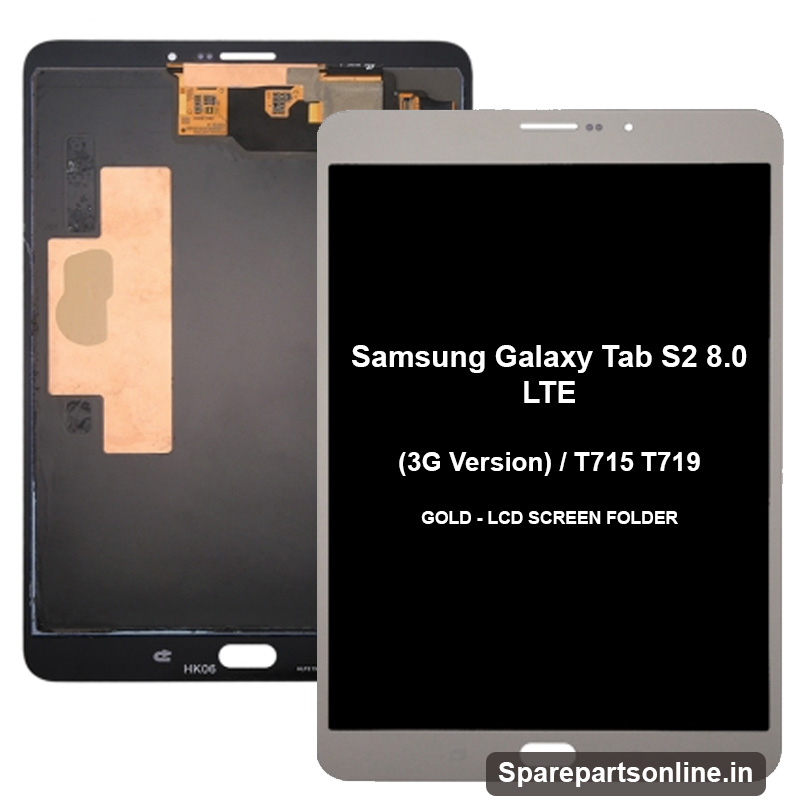 Samsung Galaxy Tab S2 8.0
LTE
(3G Version) / T715 T719
GOLD - LCD SCREEN FOLDER
HK06
Sparepartsonline.in